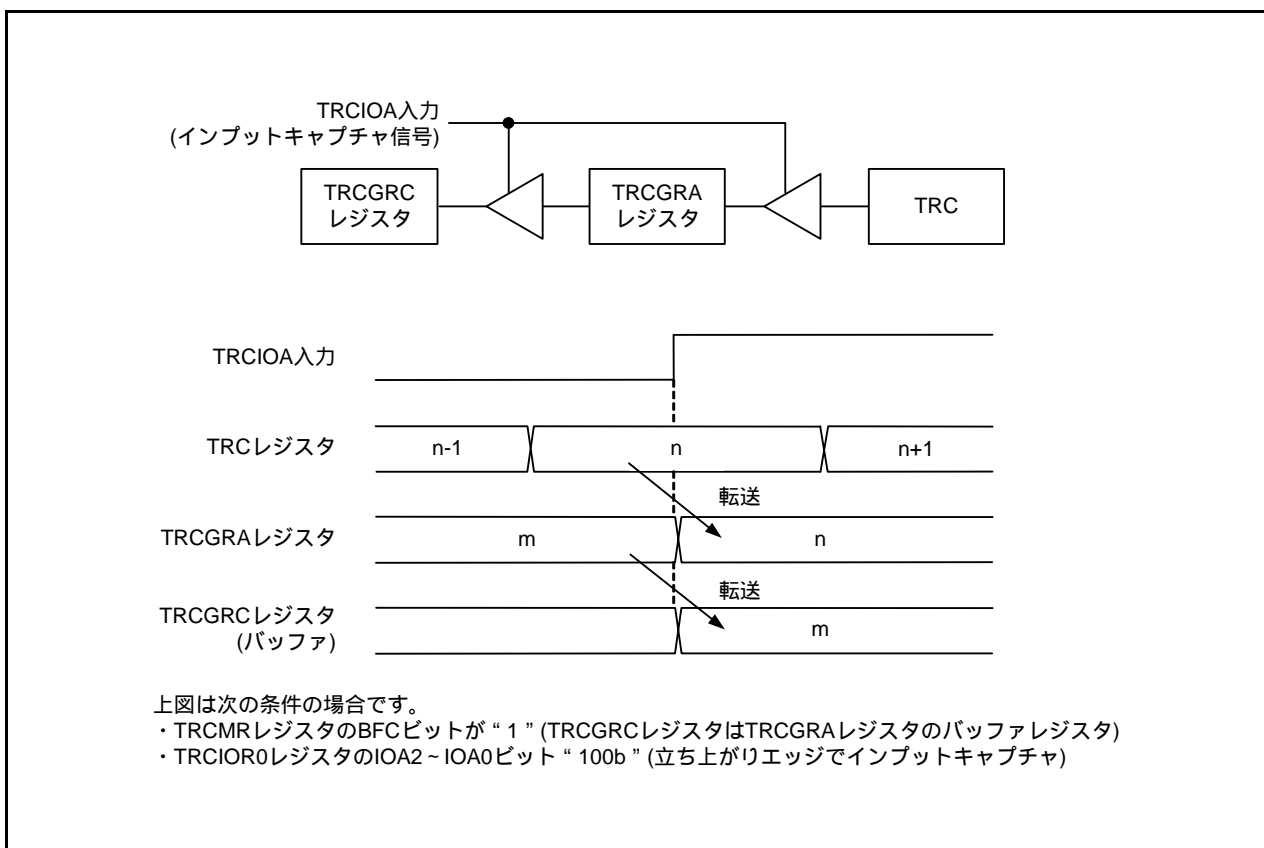 TRCIOA入力
(インプットキャプチャ信号)
TRCGRC
レジスタ
TRCGRA
レジスタ
TRC
TRCIOA入力
TRCレジスタ
n-1
n
n+1
転送
TRCGRAレジスタ
m
n
転送
TRCGRCレジスタ
(バッファ)
m
上図は次の条件の場合です。
・TRCMRレジスタのBFCビットが“1”(TRCGRCレジスタはTRCGRAレジスタのバッファレジスタ)
・TRCIOR0レジスタのIOA2~IOA0ビット“100b”(立ち上がりエッジでインプットキャプチャ)